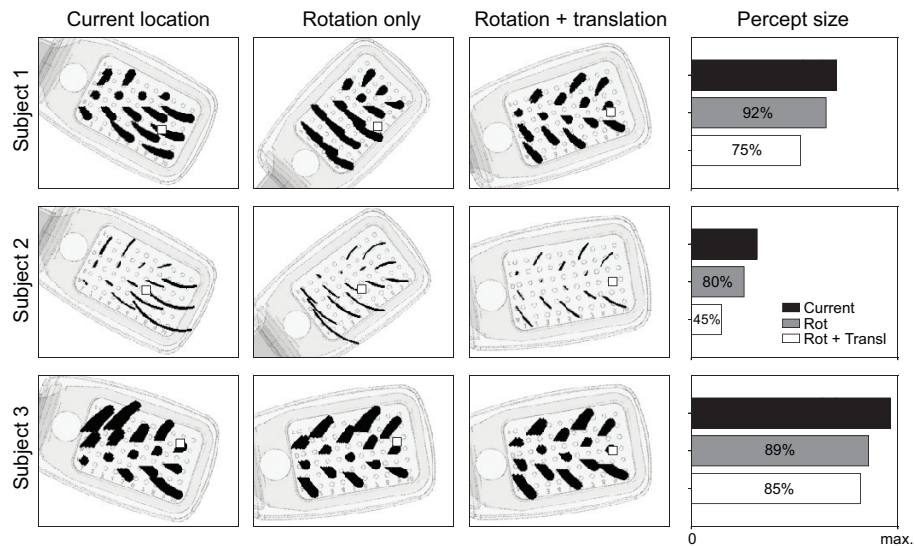 Current location Rotation only Rotation + translation Percept size
Subject 1
92%
75%
Subject 2
80%
45%
Current
Rot
Rot + Transl
Subject 3
89%
85%
0 max.